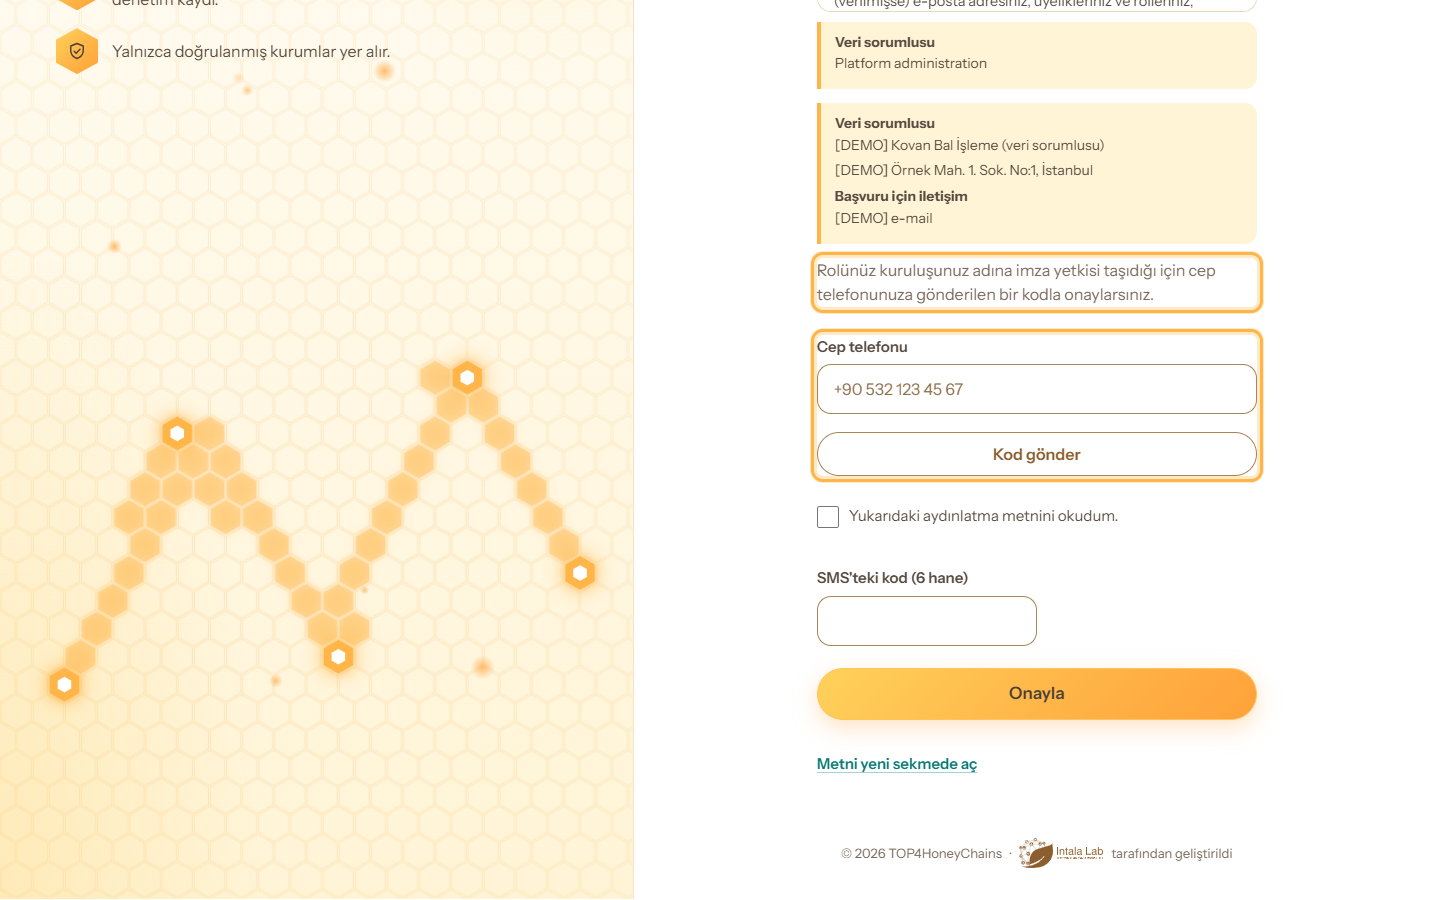 denetim kaydı.
Yalnızca doğrulanmış kurumlar yer alır.
(verilmişse) e-posta adresiniz, üyelikleriniz ve rolleriniz,
Veri sorumlusu
Platform administration
Veri sorumlusu
[DEMO] Kovan Bal İşleme (veri sorumlusu)
[DEMO] Örnek Mah. 1. Sok. No:1, İstanbul
Başvuru için iletişim
[DEMO] e-mail
Rolünüz kuruluşunuz adına imza yetkisi taşıdığı için cep
telefonunuza gönderilen bir kodla onaylarsınız.
Cep telefonu
+90 532 123 45 67
Kod gönder
Yukarıdaki aydınlatma metnini okudum.
SMS'teki kod (6 hane)
Onayla
Metni yeni sekmede aç
© 2026 TOP4HoneyChains · Intala Lab tarafından geliştirildi